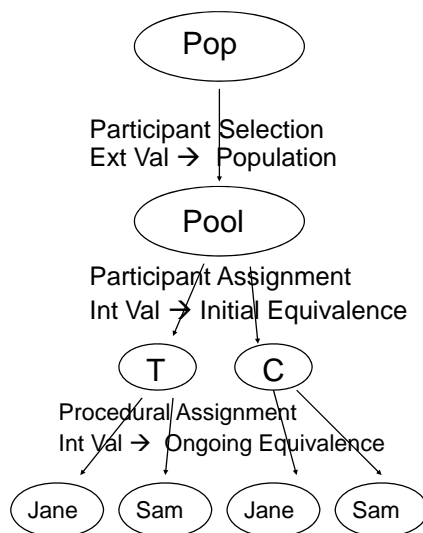 Pop
Participant Selection
Ext Val → Population
Pool
Participant Assignment
Int Val → Initial Equivalence
T C
Procedural Assignment
Int Val → Ongoing Equivalence
Jane Sam Jane Sam